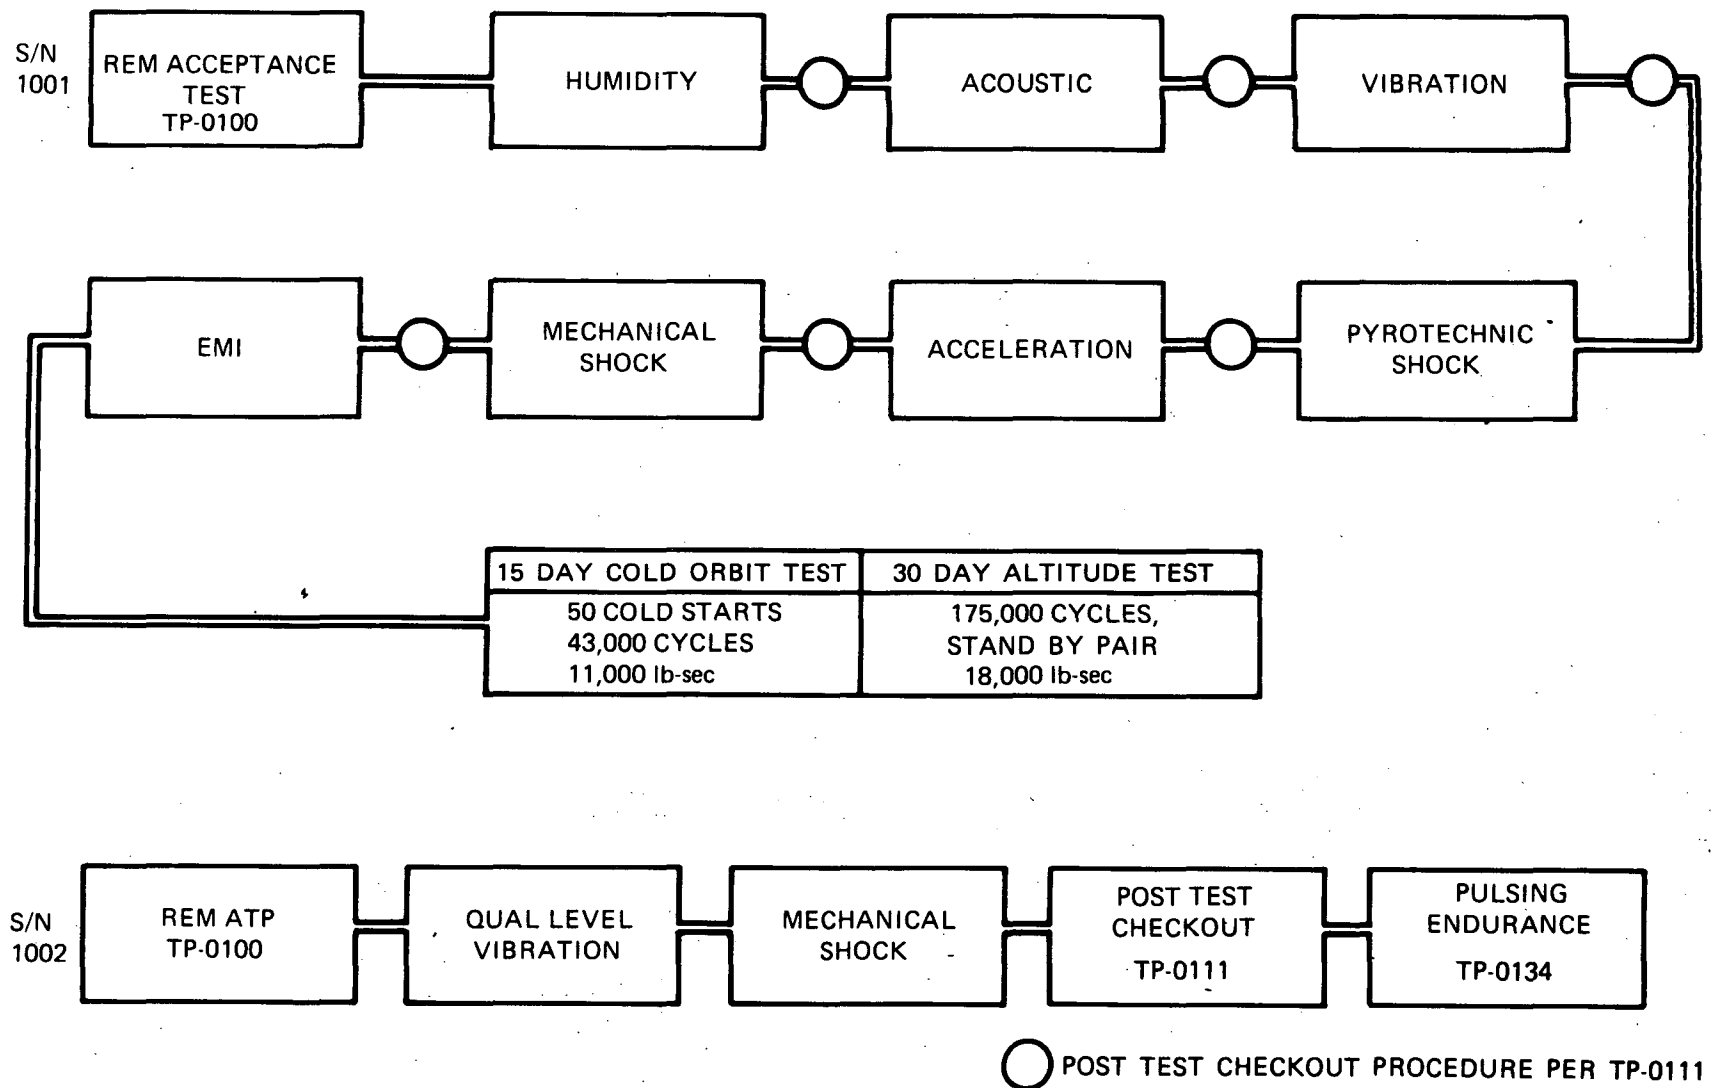 S/N
1001
REM ACCEPTANCE
TEST
TP-0100
HUMIDITY
ACOUSTIC
VIBRATION
EMI
MECHANICAL
SHOCK
ACCELERATION
PYROTECHNIC
SHOCK
15 DAY COLD ORBIT TEST
50 COLD STARTS
43,000 CYCLES
11,000 lb-sec
30 DAY ALTITUDE TEST
175,000 CYCLES,
STAND BY PAIR
18,000 lb-sec
S/N
1002
REM ATP
TP-0100
QUAL LEVEL
VIBRATION
MECHANICAL
SHOCK
POST TEST
CHECKOUT
TP-0111
PULSING
ENDURANCE
TP-0134
POST TEST CHECKOUT PROCEDURE PER TP-0111